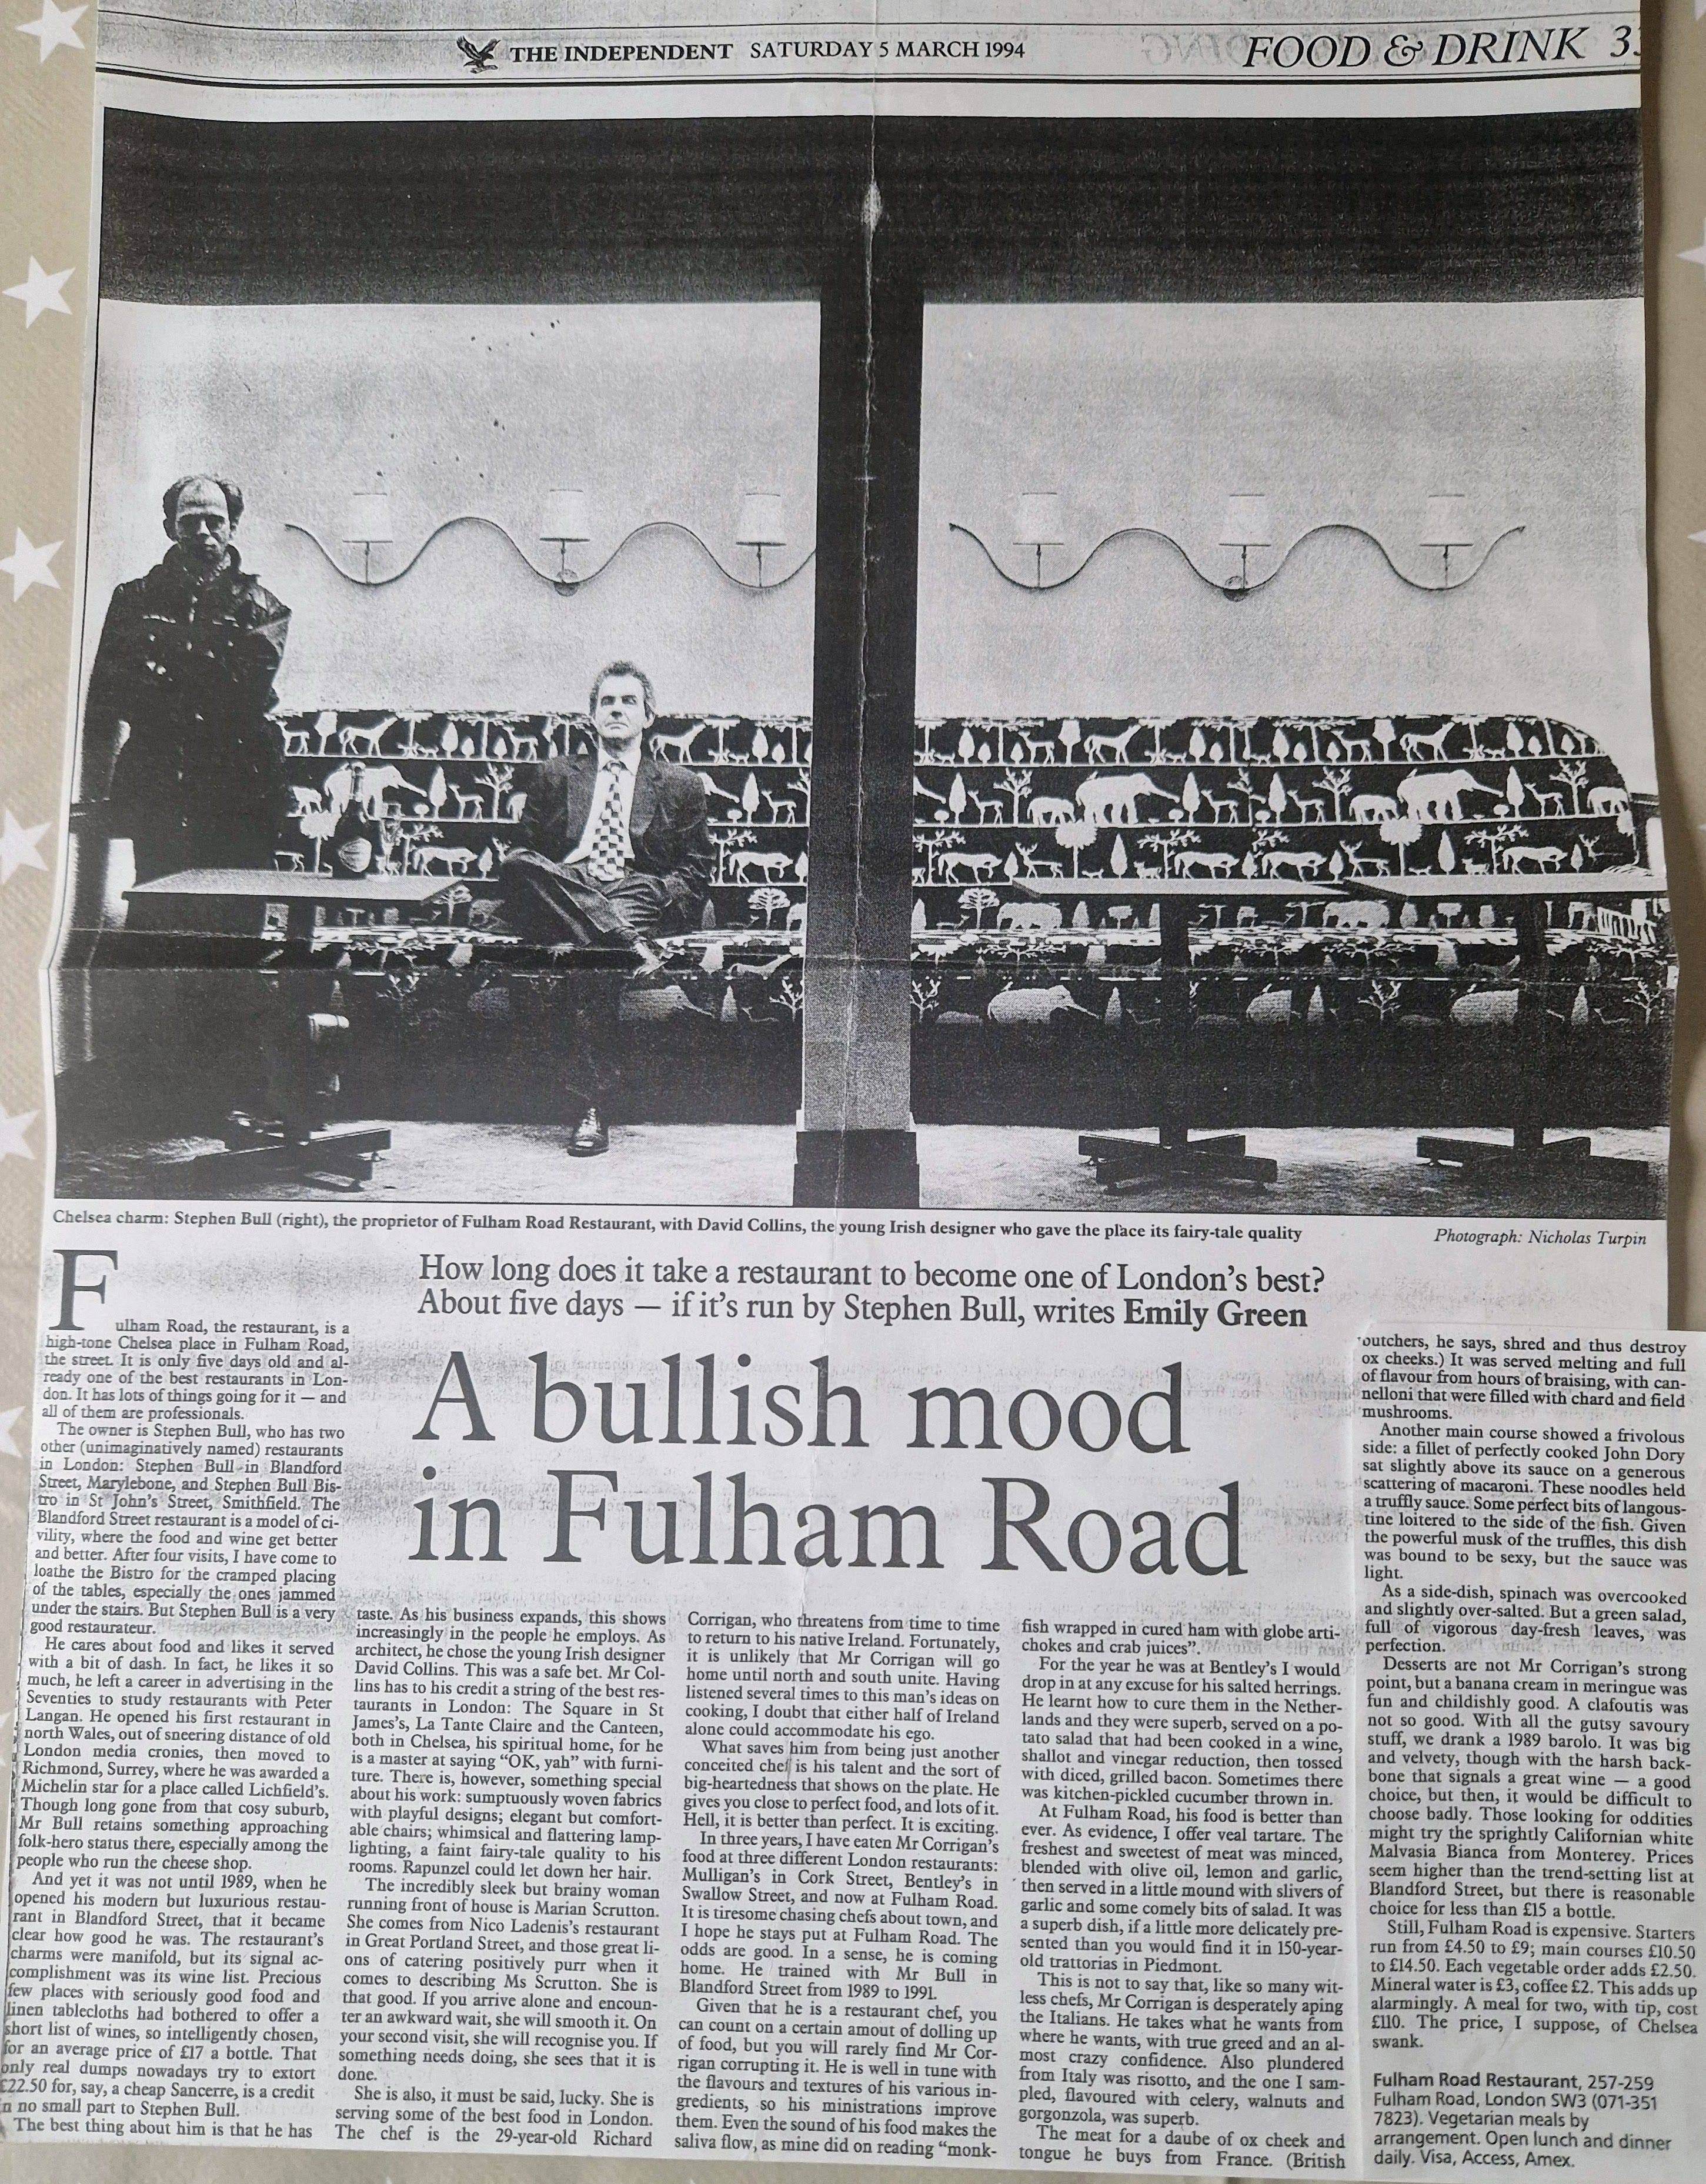 THE INDEPENDENT SATURDAY 5 MARCH 1994
FOOD & DRINK
Chelsea charm: Stephen Bull (right), the proprietor of Fulham Road Restaurant, with David Collins, the young Irish designer who gave the place its fairy-tale quality
Photograph: Nicholas Turpin
How long does it take a restaurant to become one of London's best?
About five days — if it's run by Stephen Bull, writes Emily Green
A bullish mood
in Fulham Road
Fulham Road, the restaurant, is a
high-tone Chelsea place in Fulham Road,
the street. It is only five days old and al-
ready one of the best restaurants in Lon-
don. It has lots of things going for it — and
all of them are professionals.
The owner is Stephen Bull, who has two
other (unimaginatively named) restaurants
in London: Stephen Bull in Blandford
Street, Marylebone, and Stephen Bull Bis-
tro in St John's Street, Smithfield. The
Blandford Street restaurant is a model of ci-
vility, where the food and wine get better
and better. After four visits, I have come to
loathe the Bistro for the cramped placing
of the tables, especially the ones jammed
under the stairs. But Stephen Bull is a very
good restaurateur.
He cares about food and likes it served
with a bit of dash. In fact, he likes it so
much, he left a career in advertising in the
Seventies to study restaurants with Peter
Langan. He opened his first restaurant in
north Wales, out of sneering distance of old
London media cronies, then moved to
Richmond, Surrey, where he was awarded a
Michelin star for a place called Lichfield's.
Though long gone from that cosy suburb,
Mr Bull retains something approaching
folk-hero status there, especially among the
people who run the cheese shop.
And yet it was not until 1989, when he
opened his modern but luxurious restau-
rant in Blandford Street, that it became
clear how good he was. The restaurant's
charms were manifold, but its signal ac-
complishment was its wine list. Precious
few places with seriously good food and
linen tablecloths had bothered to offer a
short list of wines, so intelligently chosen,
for an average price of £17 a bottle. That
only real dumps nowadays try to extort
£22.50 for, say, a cheap Sancerre, is a credit
in no small part to Stephen Bull.
The best thing about him is that he has
taste. As his business expands, this shows
increasingly in the people he employs. As
architect, he chose the young Irish designer
David Collins. This was a safe bet. Mr Col-
lins has to his credit a string of the best res-
taurants in London: The Square in St
James's, La Tante Claire and the Canteen,
both in Chelsea, his spiritual home, for he
is a master at saying "OK, yah" with furni-
ture. There is, however, something special
about his work: sumptuously woven fabrics
with playful designs; elegant but comfort-
able chairs; whimsical and flattering lamp-
lighting, a faint fairy-tale quality to his
rooms. Rapunzel could let down her hair.
The incredibly sleek but brainy woman
running front of house is Marian Scrutton.
She comes from Nico Ladenis's restaurant
in Great Portland Street, and those great li-
ons of catering positively purr when it
comes to describing Ms Scrutton. She is
that good. If you arrive alone and encoun-
ter an awkward wait, she will smooth it. On
your second visit, she will recognise you. If
something needs doing, she sees that it is
done.
She is also, it must be said, lucky. She is
serving some of the best food in London.
The chef is the 29-year-old Richard
Corrigan, who threatens from time to time
to return to his native Ireland. Fortunately,
it is unlikely that Mr Corrigan will go
home until north and south unite. Having
listened several times to this man's ideas on
cooking, I doubt that either half of Ireland
alone could accommodate his ego.
What saves him from being just another
conceited chef is his talent and the sort of
big-heartedness that shows on the plate. He
gives you close to perfect food, and lots of it.
Hell, it is better than perfect. It is exciting.
In three years, I have eaten Mr Corrigan's
food at three different London restaurants:
Mulligan's in Cork Street, Bentley's in
Swallow Street, and now at Fulham Road.
It is tiresome chasing chefs about town, and
I hope he stays put at Fulham Road. The
odds are good. In a sense, he is coming
home. He trained with Mr Bull in
Blandford Street from 1989 to 1991.
Given that he is a restaurant chef, you
can count on a certain amout of dolling up
of food, but you will rarely find Mr Cor-
rigan corrupting it. He is well in tune with
the flavours and textures of his various in-
gredients, so his ministrations improve
them. Even the sound of his food makes the
saliva flow, as mine did on reading "monk-
fish wrapped in cured ham with globe arti-
chokes and crab juices".
For the year he was at Bentley's I would
drop in at any excuse for his salted herrings.
He learnt how to cure them in the Nether-
lands and they were superb, served on a po-
tato salad that had been cooked in a wine,
shallot and vinegar reduction, then tossed
with diced, grilled bacon. Sometimes there
was kitchen-pickled cucumber thrown in.
At Fulham Road, his food is better than
ever. As evidence, I offer veal tartare. The
freshest and sweetest of meat was minced,
blended with olive oil, lemon and garlic,
then served in a little mound with slivers of
garlic and some comely bits of salad. It was
a superb dish, if a little more delicately pre-
sented than you would find it in 150-year-
old trattorias in Piedmont.
This is not to say that, like so many wit-
less chefs, Mr Corrigan is desperately aping
the Italians. He takes what he wants from
where he wants, with true greed and an al-
most crazy confidence. Also plundered
from Italy was risotto, and the one I sam-
pled, flavoured with celery, walnuts and
gorgonzola, was superb.
The meat for a daube of ox cheek and
tongue he buys from France. (British
butchers, he says, shred and thus destroy
ox cheeks.) It was served melting and full
of flavour from hours of braising, with can-
nelloni that were filled with chard and field
mushrooms.
Another main course showed a frivolous
side: a fillet of perfectly cooked John Dory
sat slightly above its sauce on a generous
scattering of macaroni. These noodles held
a truffly sauce. Some perfect bits of langous-
tine loitered to the side of the fish. Given
the powerful musk of the truffles, this dish
was bound to be sexy, but the sauce was
light.
As a side-dish, spinach was overcooked
and slightly over-salted. But a green salad,
full of vigorous day-fresh leaves, was
perfection.
Desserts are not Mr Corrigan's strong
point, but a banana cream in meringue was
fun and childishly good. A clafoutis was
not so good. With all the gutsy savoury
stuff, we drank a 1989 barolo. It was big
and velvety, though with the harsh back-
bone that signals a great wine — a good
choice, but then, it would be difficult to
choose badly. Those looking for oddities
might try the sprightly Californian white
Malvasia Bianca from Monterey. Prices
seem higher than the trend-setting list at
Blandford Street, but there is reasonable
choice for less than £15 a bottle.
Still, Fulham Road is expensive. Starters
run from £4.50 to £9; main courses £10.50
to £14.50. Each vegetable order adds £2.50.
Mineral water is £3, coffee £2. This adds up
alarmingly. A meal for two, with tip, cost
£110. The price, I suppose, of Chelsea
swank.
Fulham Road Restaurant, 257-259
Fulham Road, London SW3 (071-351
7823). Vegetarian meals by
arrangement. Open lunch and dinner
daily. Visa, Access, Amex.